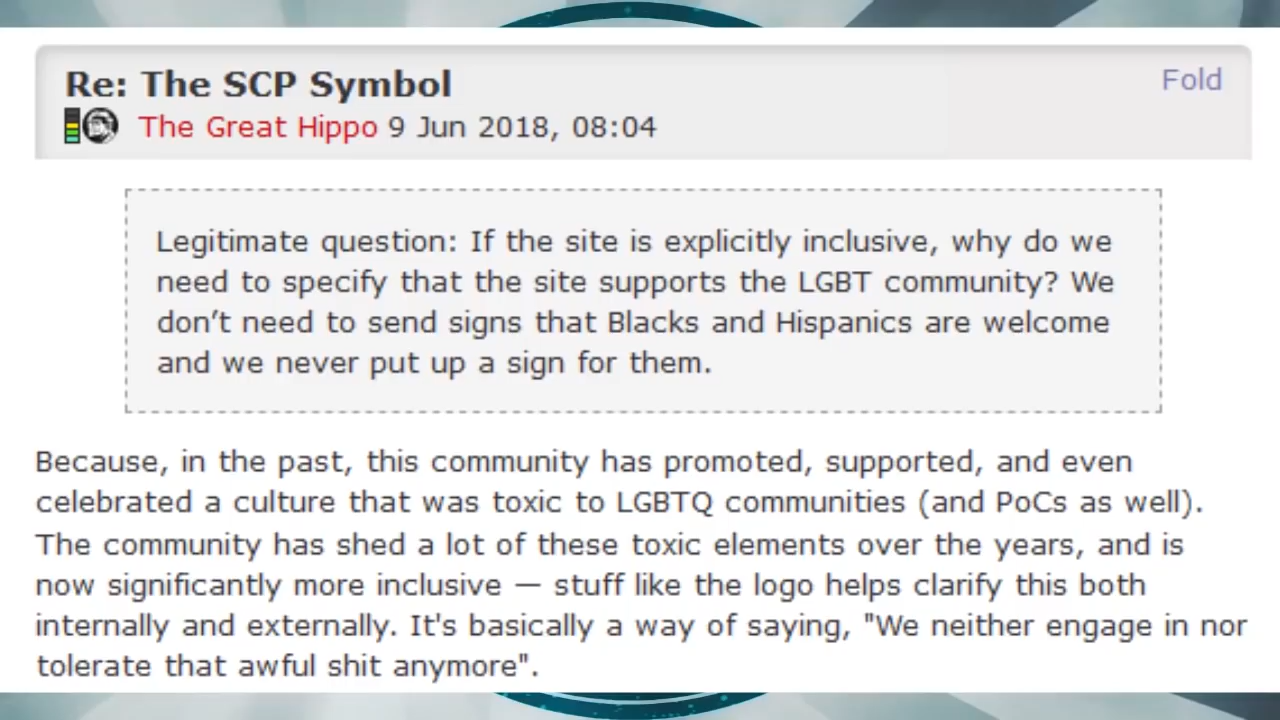 Re: The SCP Symbol
Fold
The Great Hippo 9 Jun 2018, 08:04
Legitimate question: If the site is explicitly inclusive, why do we
need to specify that the site supports the LGBT community? We
don’t need to send signs that Blacks and Hispanics are welcome
and we never put up a sign for them.
Because, in the past, this community has promoted, supported, and even
celebrated a culture that was toxic to LGBTQ communities (and PoCs as well).
The community has shed a lot of these toxic elements over the years, and is
now significantly more inclusive — stuff like the logo helps clarify this both
internally and externally. It's basically a way of saying, "We neither engage in nor
tolerate that awful shit anymore".